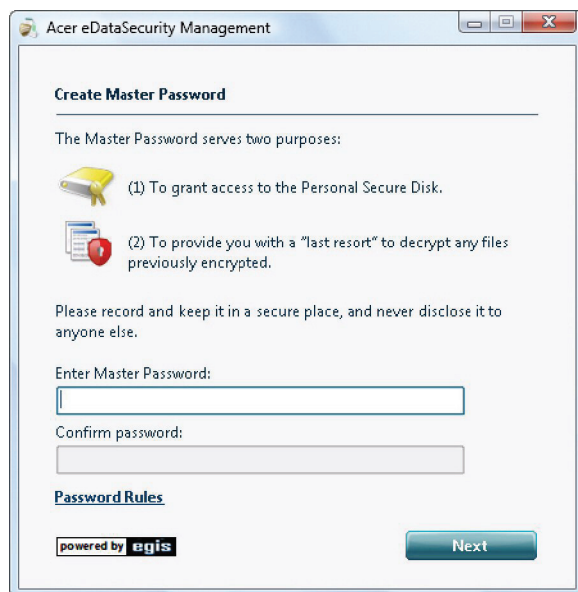 Acer eDataSecurity Management
Create Master Password
The Master Password serves two purposes:
(1) To grant access to the Personal Secure Disk.
(2) To provide you with a "last resort" to decrypt any files
previously encrypted.
Please record and keep it in a secure place, and never disclose it to
anyone else.
Enter Master Password:
Confirm password:
Password Rules
powered by egis
Next